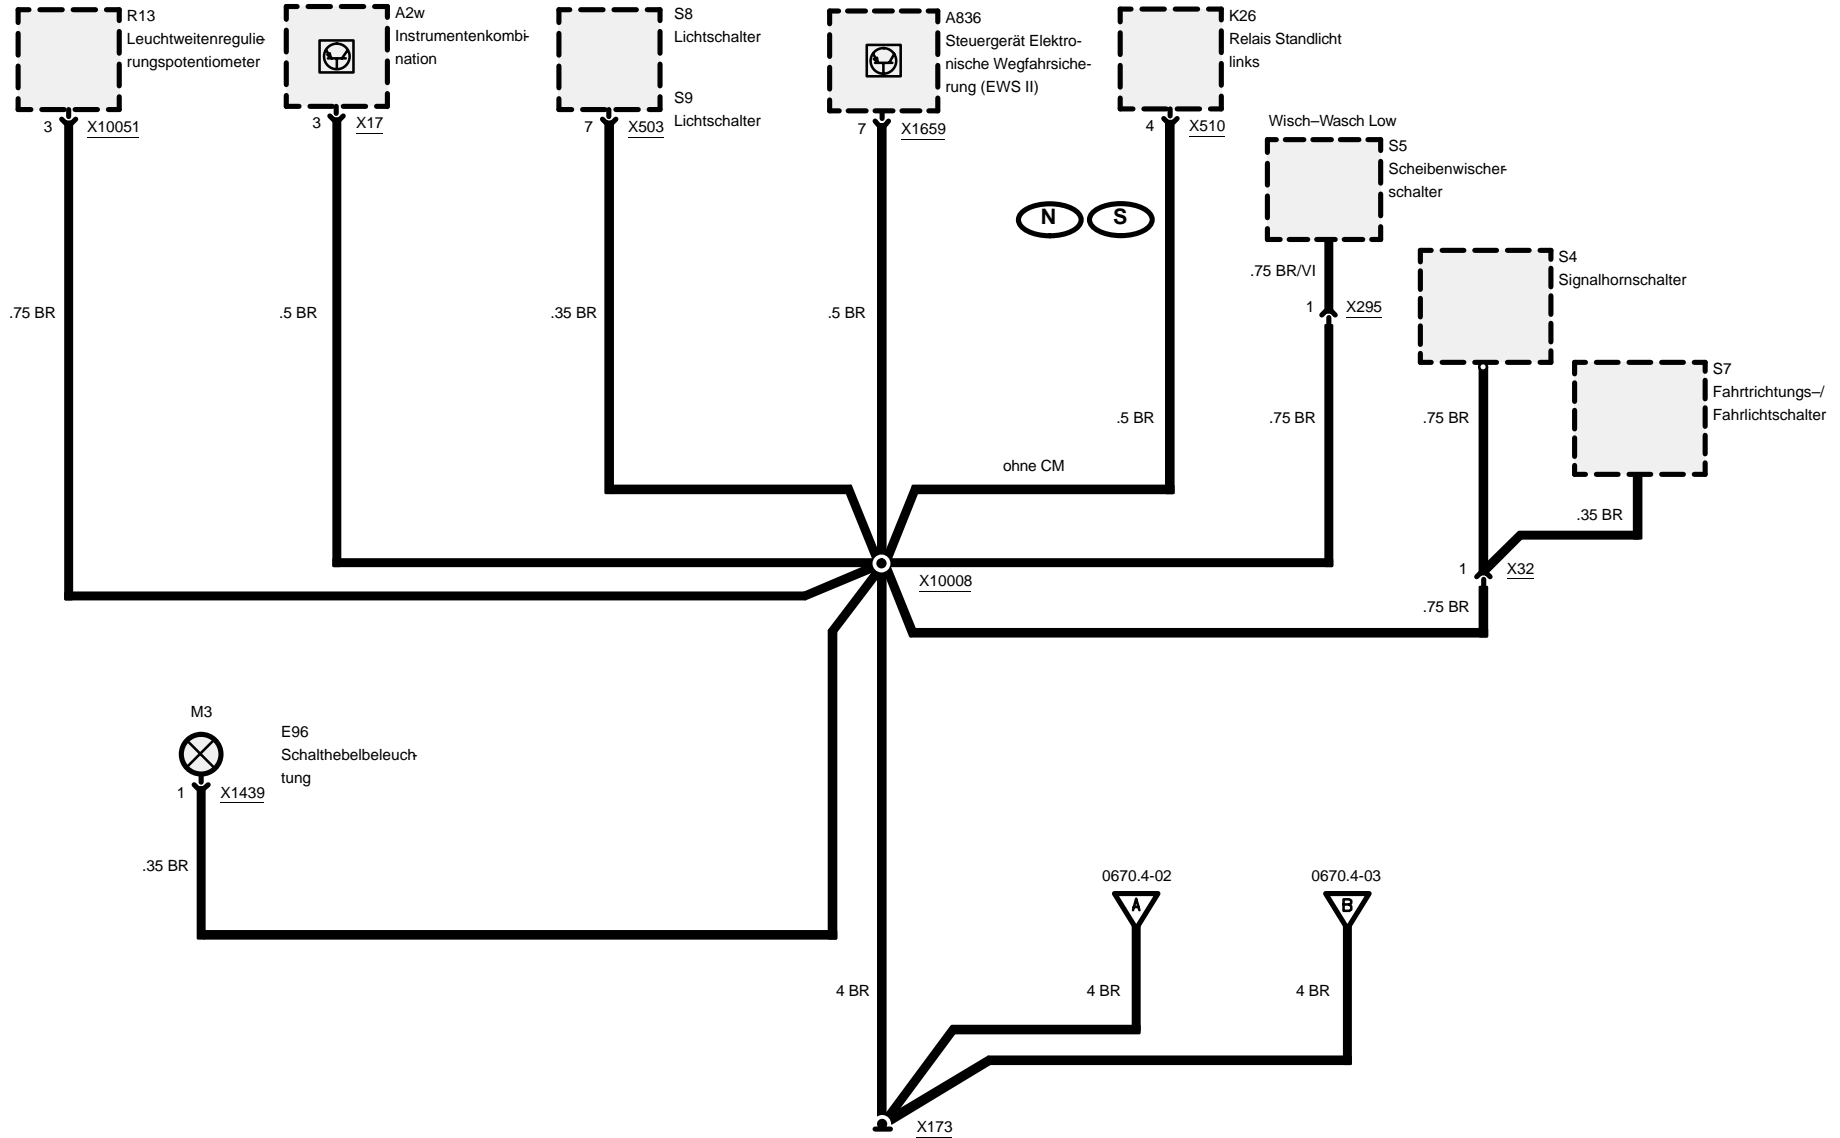 R13
Leuchtweitenregulie-
rungspotentiometer
3
X10051
A2w
Instrumentenkombi-
nation
3
X17
S8
Lichtschalter
S9
Lichtschalter
7
X503
A836
Steuergerät Elektro-
nische Wegfahrsiche-
rung (EWS II)
7
X1659
K26
Relais Standlicht
links
4
X510
Wisch–Wasch Low
S5
Scheibenwischer-
schalter
N
S
.75 BR/VI
1
X295
S4
Signalhornschalter
.75 BR
.5 BR
.35 BR
.5 BR
S7
Fahrtrichtungs–/
Fahrlichtschalter
.5 BR
.75 BR
.75 BR
ohne CM
.35 BR
1
X32
X10008
.75 BR
M3
E96
Schalthebelbeleuch-
tung
1
X1439
.35 BR
0670.4-02
0670.4-03
A
B
4 BR
4 BR
4 BR
X173